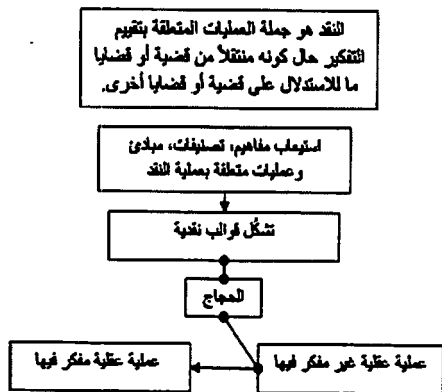 النقد هو جملة العمليات المتعلقة بتقييم
التفكير حال كونه منتقلاً من قضية أو قضايا
ما للاستدلال على قضية أو قضايا أخرى.
استيعاب مفاهيم، تصنيفات، مبادئ
وعمليات متعلقة بعملية النقد
تشكّل قوالب نقدية
الحجاج
عملية عقلية غير مفكر فيها
عملية عقلية مفكر فيها